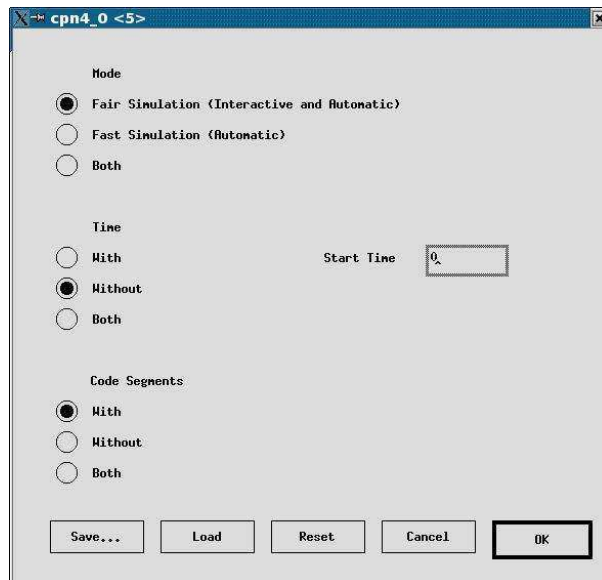 cpn4_0 <5>
Mode
Fair Simulation (Interactive and Automatic)
Fast Simulation (Automatic)
Both
Time
With
Start Time 0
Without
Both
Code Segments
With
Without
Both
Save... Load Reset Cancel OK